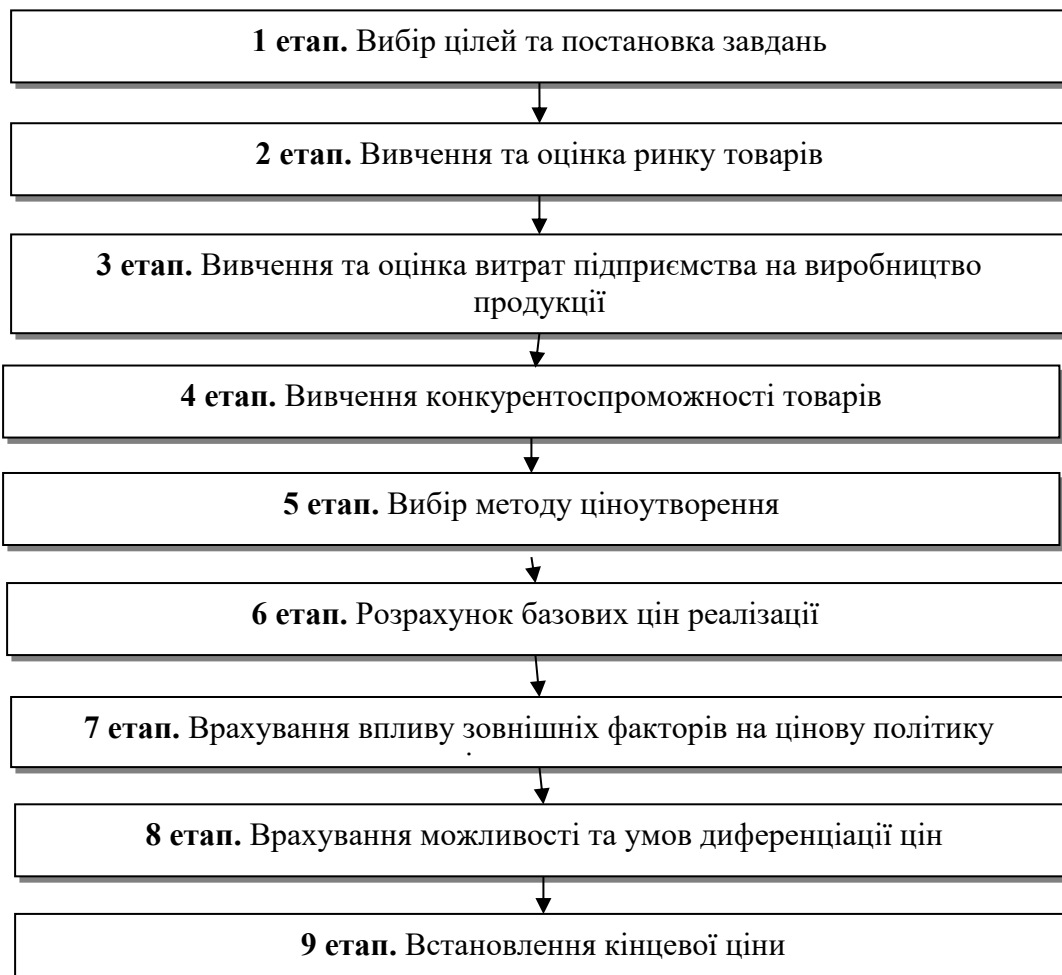 1 етап. Вибір цілей та постановка завдань
2 етап. Вивчення та оцінка ринку товарів
3 етап. Вивчення та оцінка витрат підприємства на виробництво
продукції
4 етап. Вивчення конкурентоспроможності товарів
5 етап. Вибір методу ціноутворення
6 етап. Розрахунок базових цін реалізації
7 етап. Врахування впливу зовнішніх факторів на цінову політику
8 етап. Врахування можливості та умов диференціації цін
9 етап. Встановлення кінцевої ціни